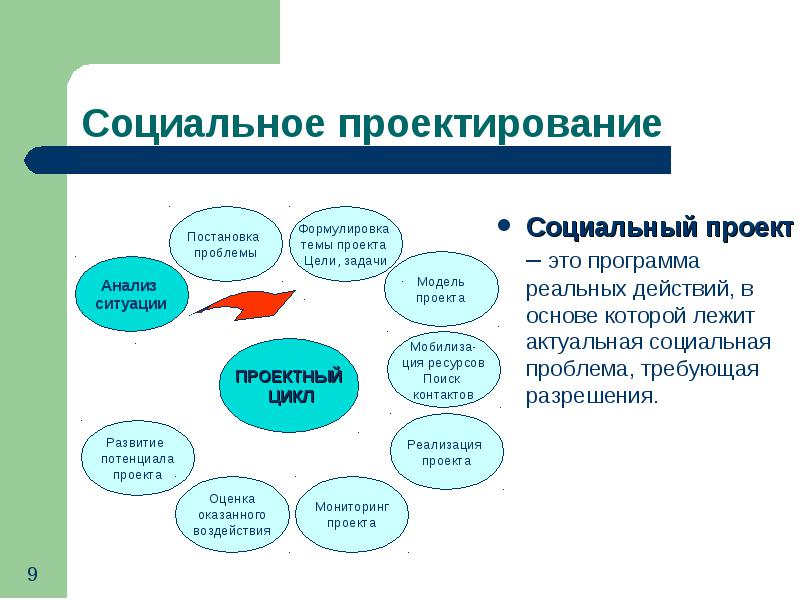 Социальное проектирование
Постановка
проблемы
Формулировка
темы проекта
Цели, задачи
Анализ
ситуации
Модель
проекта
Мобилиза-
ция ресурсов
Поиск
контактов
ПРОЕКТНЫЙ
ЦИКЛ
Реализация
проекта
Развитие
потенциала
проекта
Оценка
оказанного
воздействия
Мониторинг
проекта
Социальный проект
– это программа
реальных действий, в
основе которой лежит
актуальная социальная
проблема, требующая
разрешения.
9